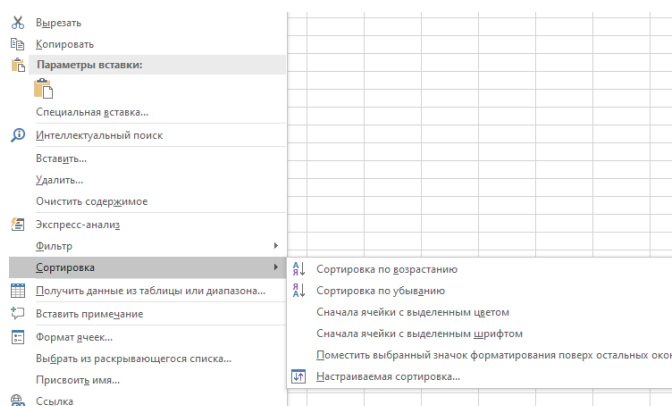 Вырезать
Копировать
Параметры вставки:
Специальная вставка...
Интеллектуальный поиск
Вставить...
Удалить...
Очистить содержимое
Экспресс-анализ
Фильтр
Сортировка
Сортировка по возрастанию
Сортировка по убыванию
Сначала ячейки с выделенным цветом
Сначала ячейки с выделенным шрифтом
Поместить выбранный значок форматирования поверх остальных окон
Настраиваемая сортировка...
Получить данные из таблицы или диапазона...
Вставить примечание
Формат ячеек...
Выбрать из раскрывающегося списка...
Присвоить имя...
Ссылка